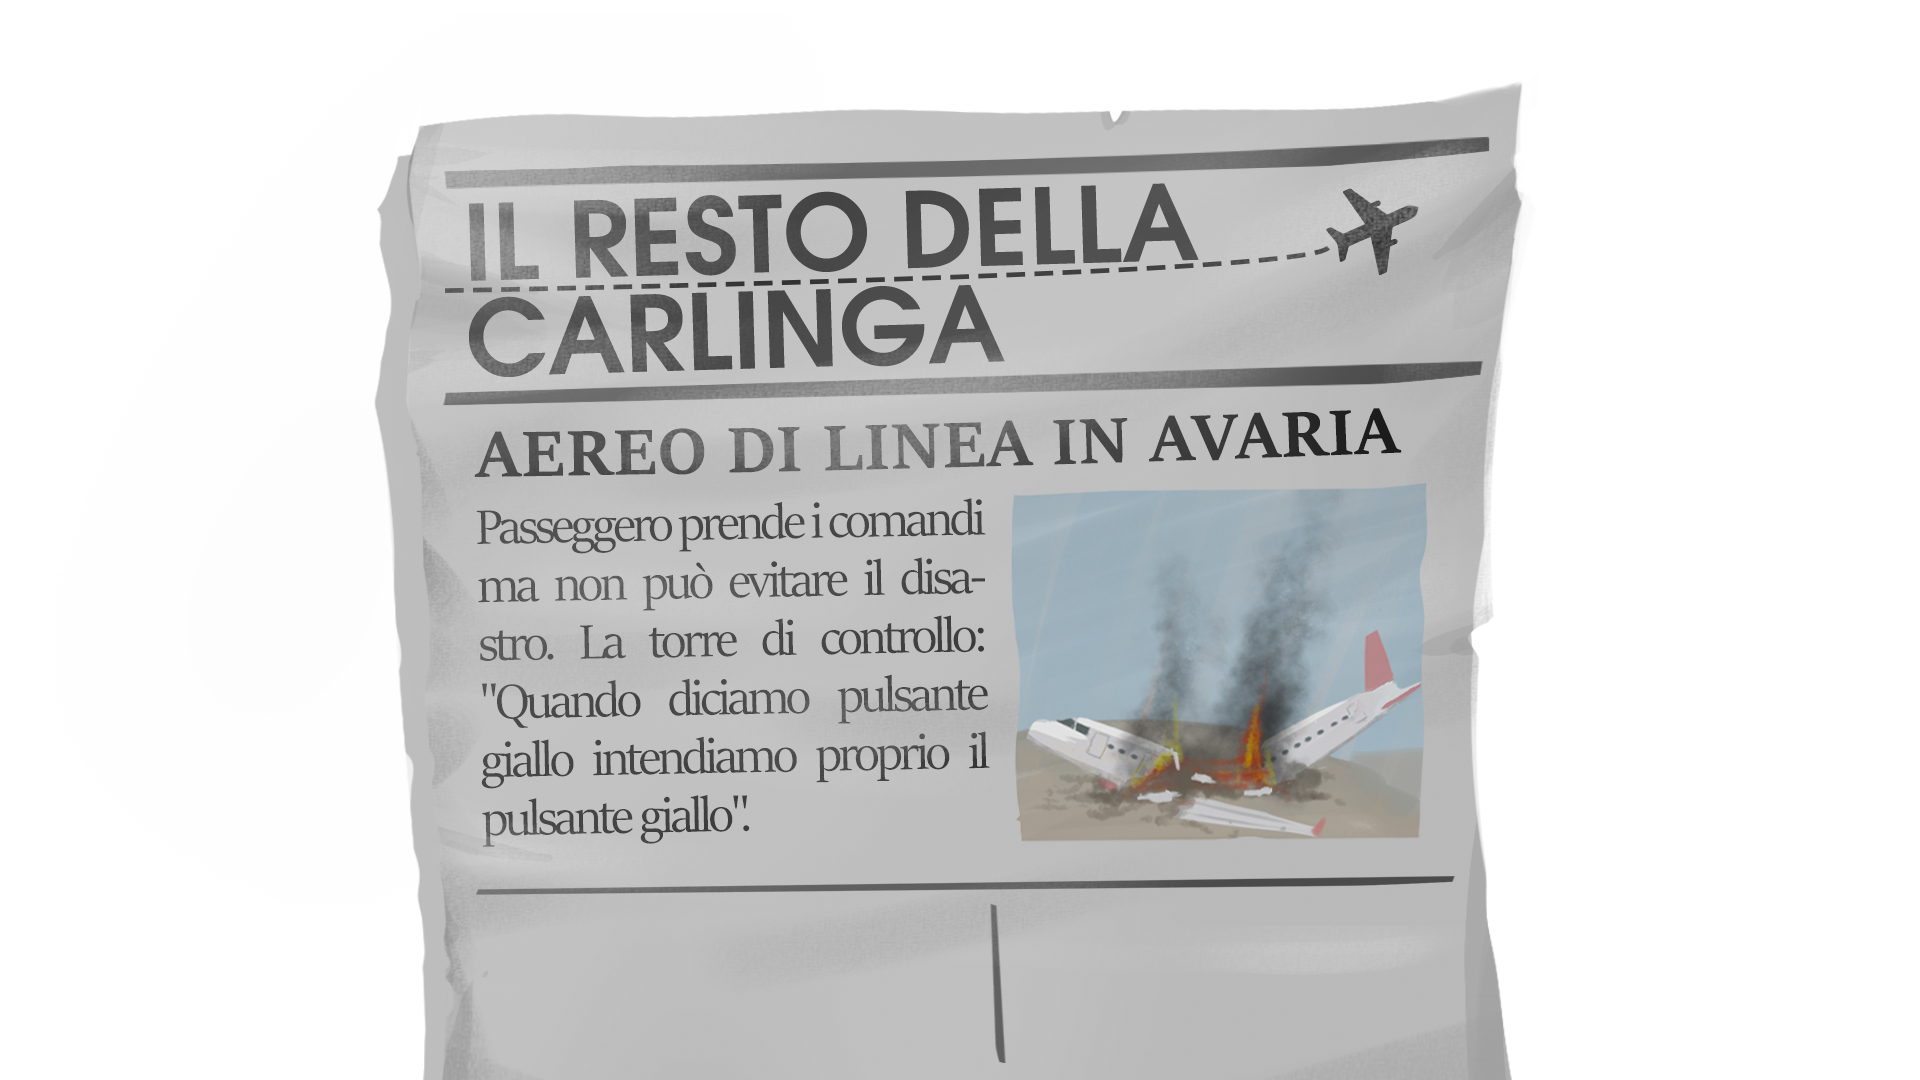 IL RESTO DELLA
CARLINGA
AEREO DI LINEA IN AVARIA
Passeggero prende i comandi
ma non può evitare il disa-
stro. La torre di controllo:
"Quando diciamo pulsante
giallo intendiamo proprio il
pulsante giallo".